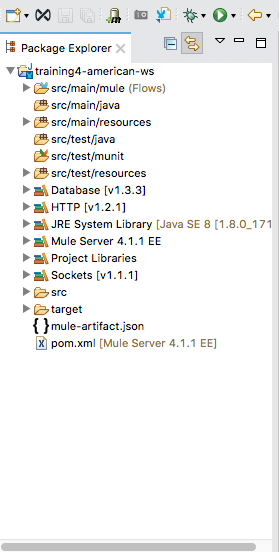 Package Explorer
training4-american-ws
src/main/mule (Flows)
src/main/java
src/main/resources
src/test/java
src/test/munit
src/test/resources
Database [v1.3.3]
HTTP [v1.2.1]
JRE System Library [Java SE 8 [1.8.0_171
Mule Server 4.1.1 EE
Project Libraries
Sockets [v1.1.1]
src
target
mule-artifact.json
pom.xml [Mule Server 4.1.1 EE]